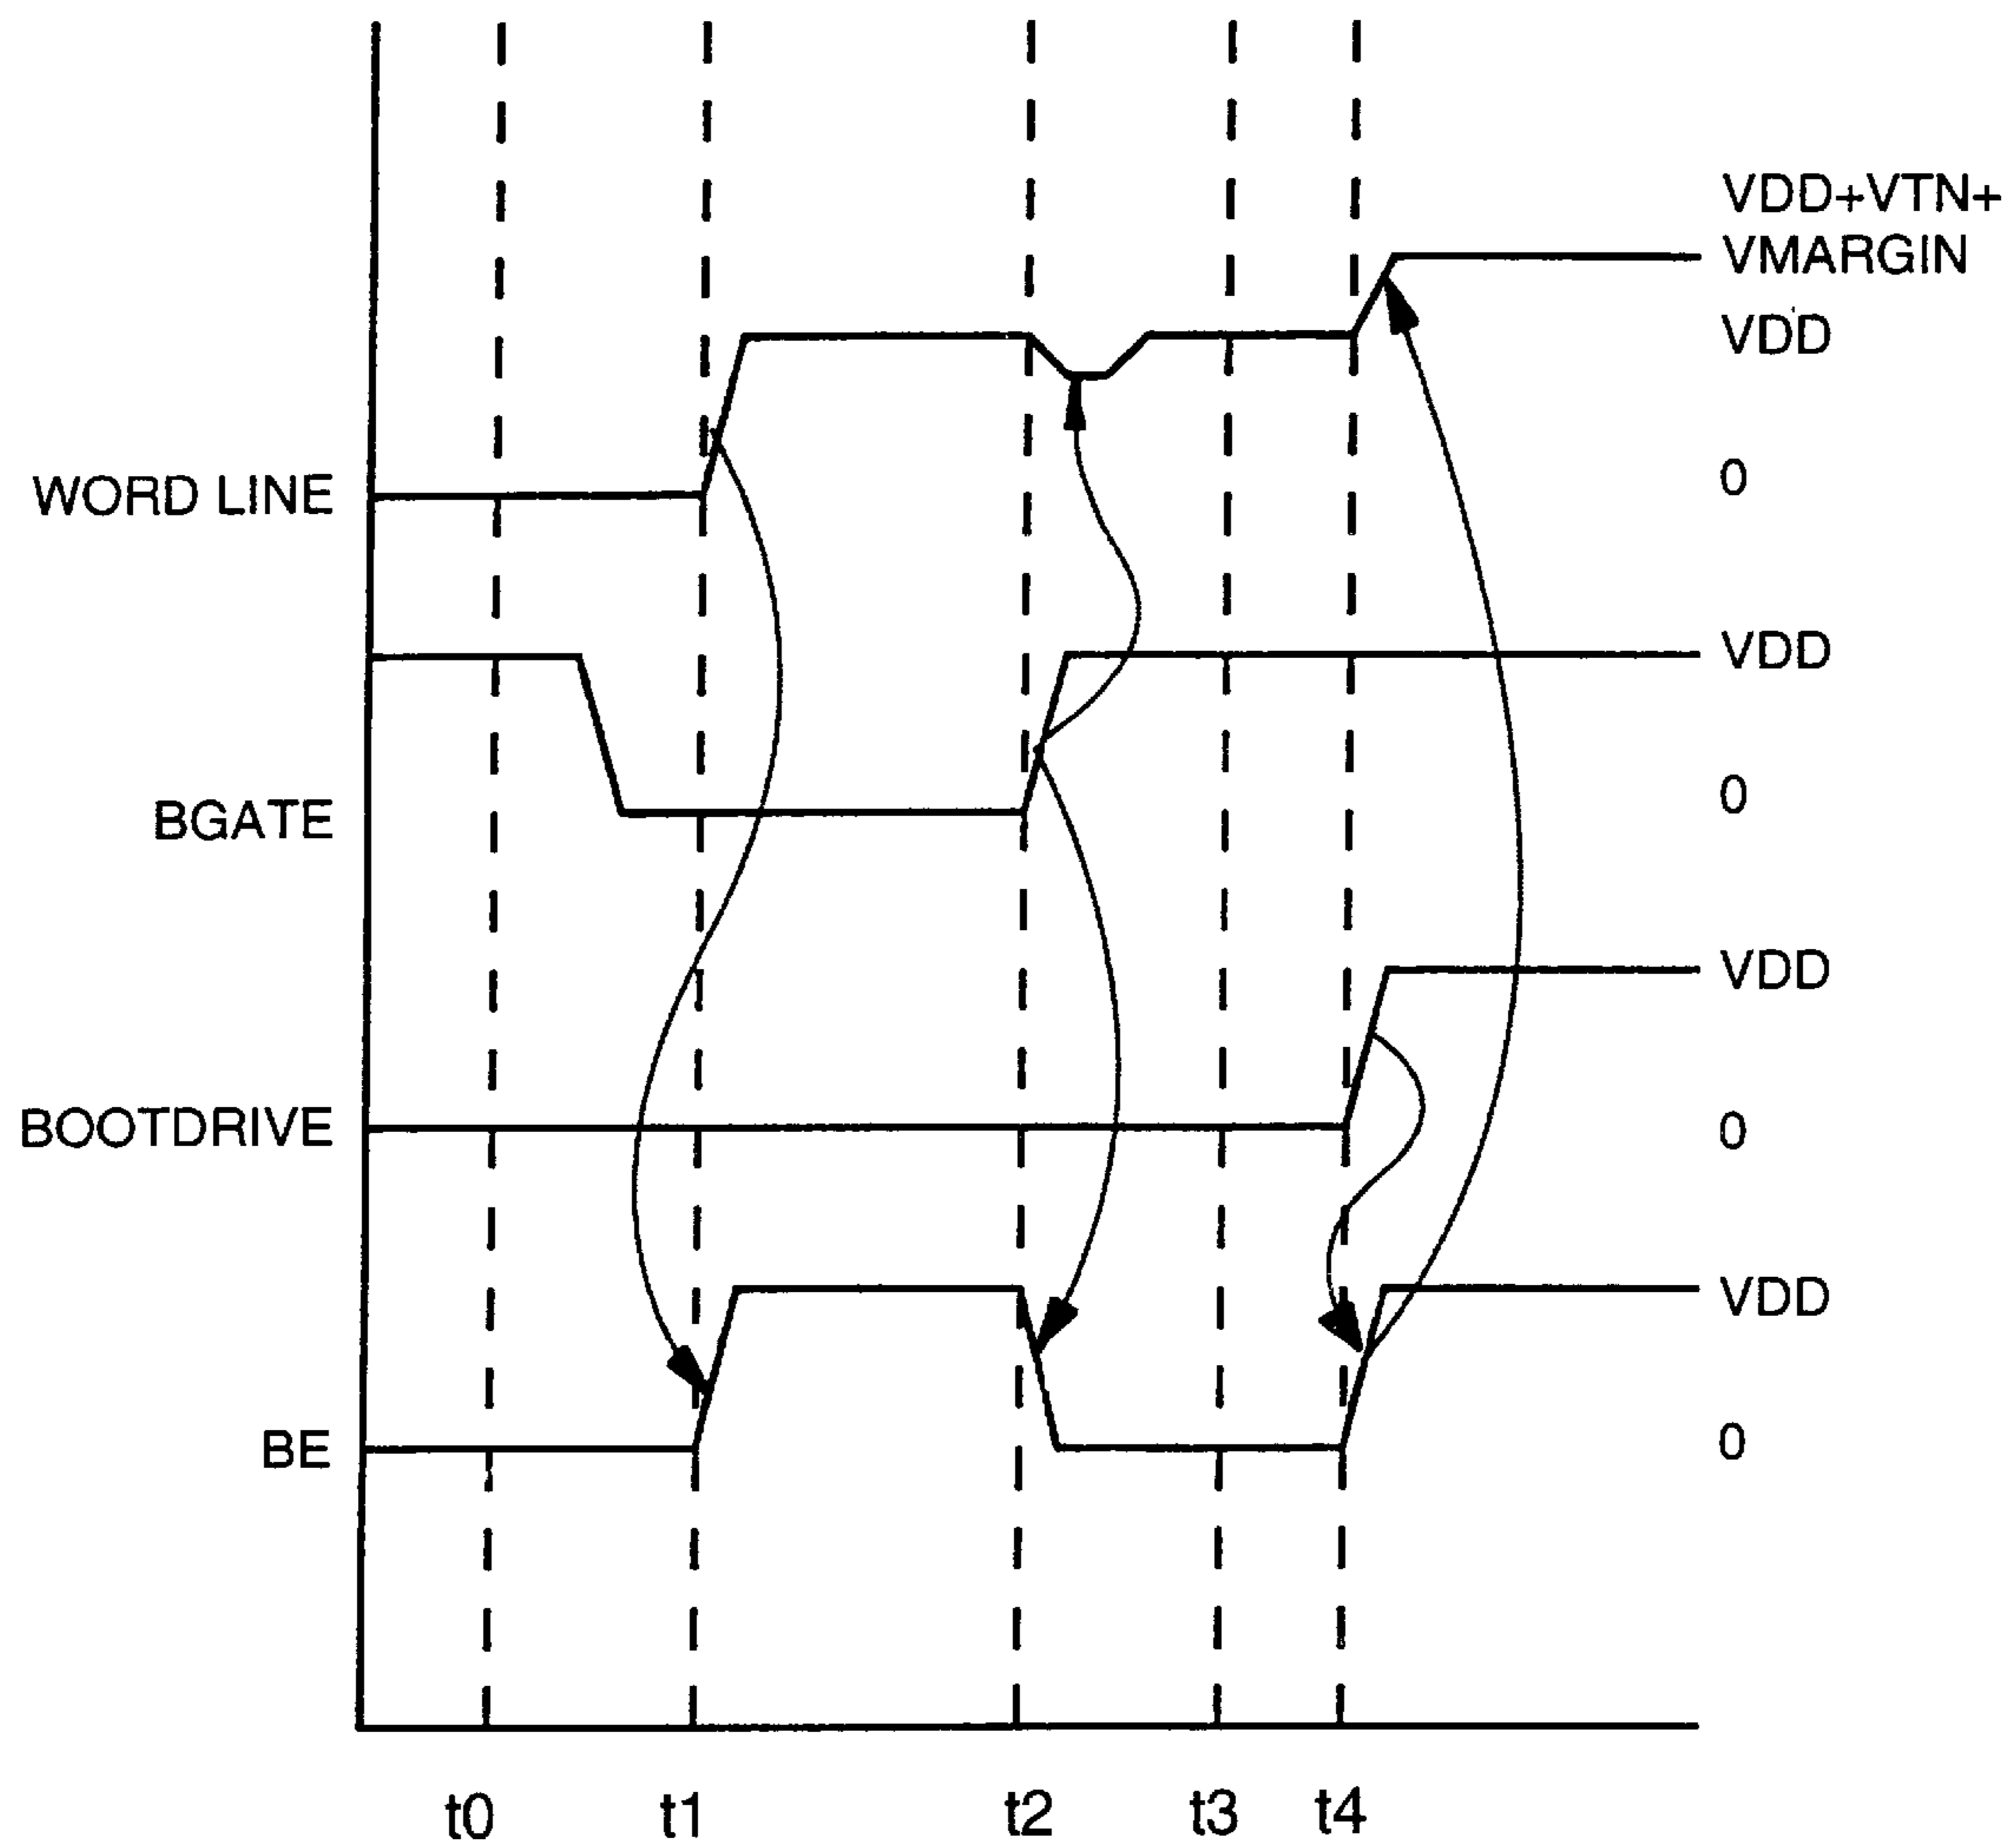 VDD+VTN+
VMARGIN
VDD
WORD LINE
0
VDD
BGATE
0
VDD
BOOTDRIVE
0
VDD
BE
0
t0
t1
t2
t3
t4